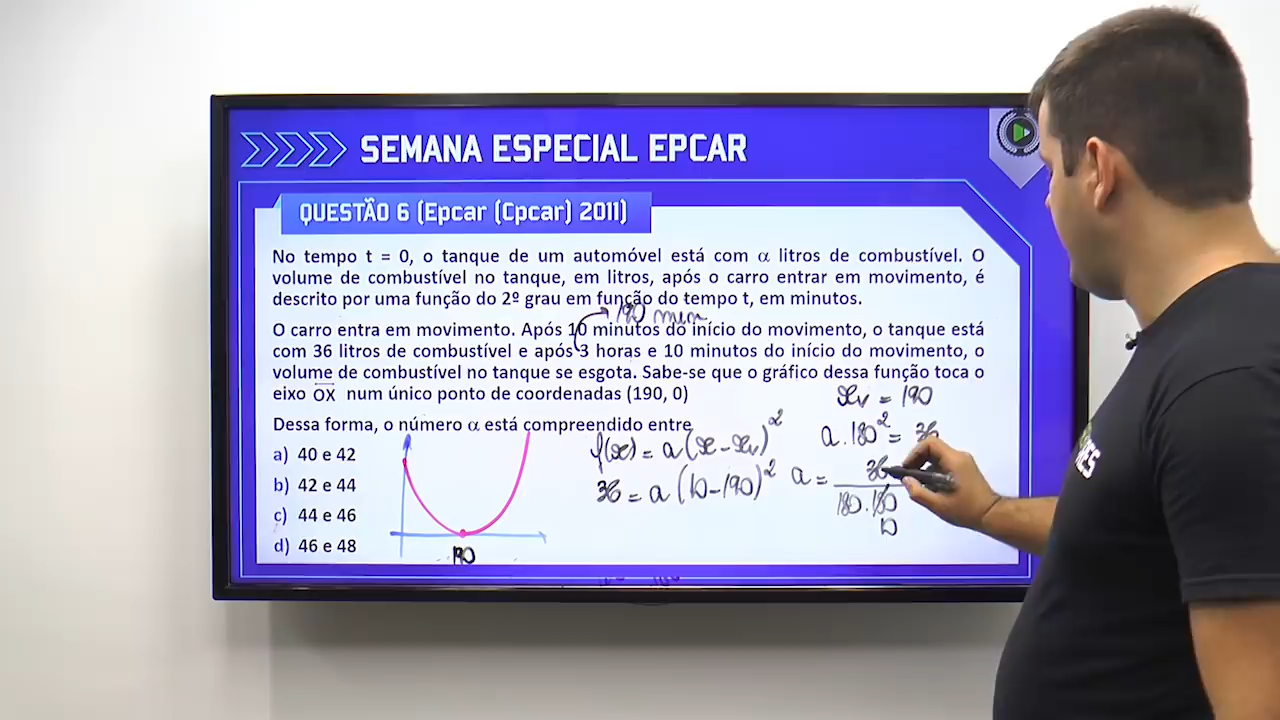 SEMANA ESPECIAL EPCAR
QUESTÃO 6 (Epcar (Cpcar) 2011)
No tempo t = 0, o tanque de um automóvel está com α litros de combustível. O
volume de combustível no tanque, em litros, após o carro entrar em movimento, é
descrito por uma função do 2º grau em função do tempo t, em minutos.
190 min
O carro entra em movimento. Após 10 minutos do início do movimento, o tanque está
com 36 litros de combustível e após 3 horas e 10 minutos do início do movimento, o
volume de combustível no tanque se esgota. Sabe-se que o gráfico dessa função toca o
eixo OX num único ponto de coordenadas (190, 0)
xv = 190
Dessa forma, o número α está compreendido entre
a) 40 e 42
b) 42 e 44
c) 44 e 46
d) 46 e 48
190
f(x) = a(x - xv)²
36 = a(10 - 190)²
a . 180² = 36
a = 36
180 . 180
10